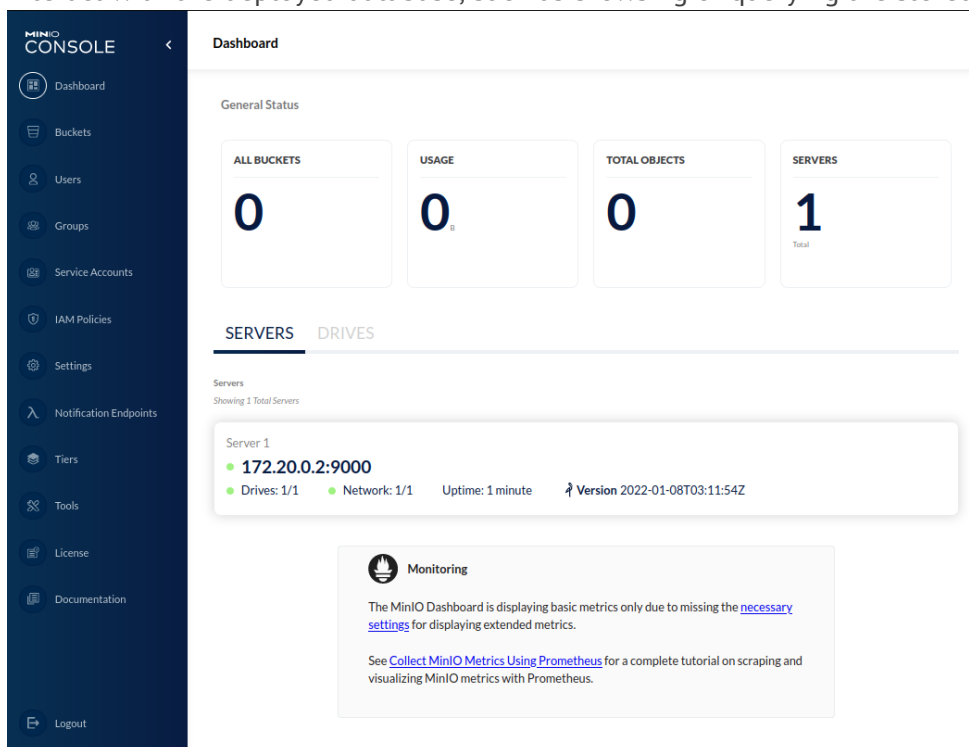 MINIO
CONSOLE
Dashboard
Dashboard
Buckets
Users
Groups
Service Accounts
IAM Policies
Settings
Notification Endpoints
Tiers
Tools
License
Documentation
Logout
General Status
ALL BUCKETS
0
USAGE
0 B
TOTAL OBJECTS
0
SERVERS
1
Total
SERVERS DRIVES
Servers
Showing 1 Total Servers
Server 1
172.20.0.2:9000
Drives: 1/1 Network: 1/1 Uptime: 1 minute Version 2022-01-08T03:11:54Z
Monitoring
The MinIO Dashboard is displaying basic metrics only due to missing the necessary
settings for displaying extended metrics.
See Collect MinIO Metrics Using Prometheus for a complete tutorial on scraping and
visualizing MinIO metrics with Prometheus.